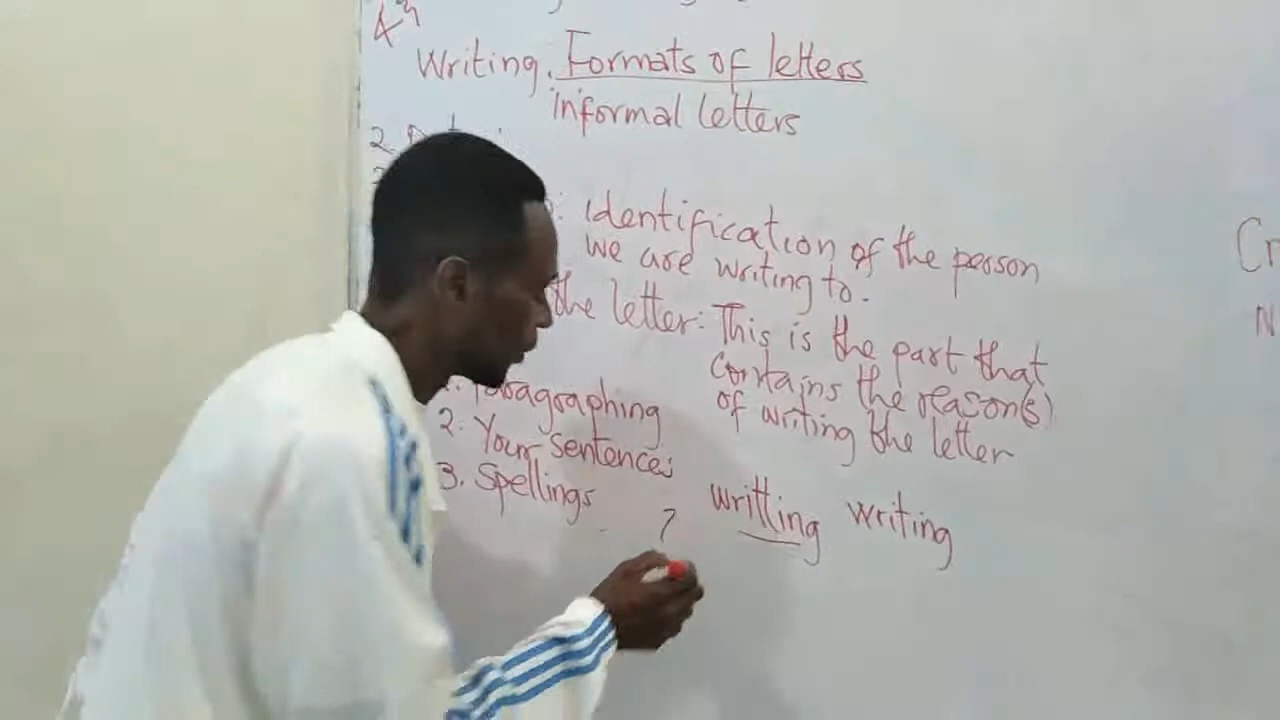 Writing. Formats of letters
informal letters
2.
: Identification of the person
we are writing to.
the letter: This is the part that
contains the reason(s)
of writing the letter
Paragraphing
2. Your sentences
3. Spellings
writting writing
?